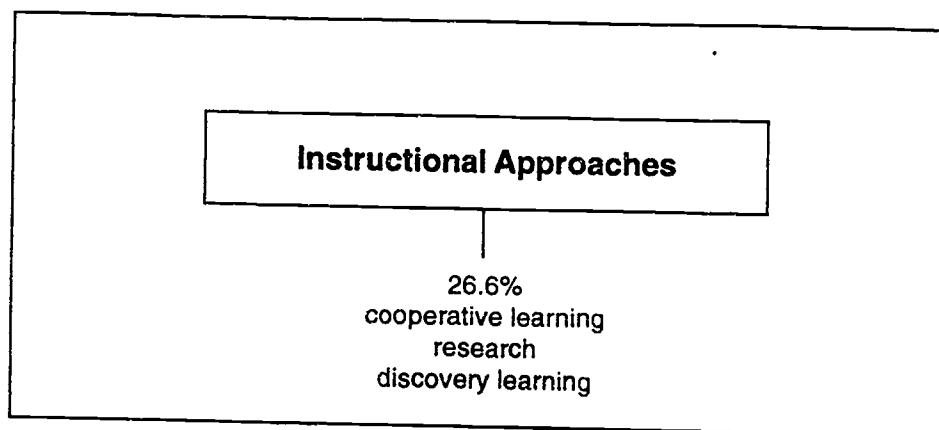 Instructional Approaches
26.6%
cooperative learning
research
discovery learning